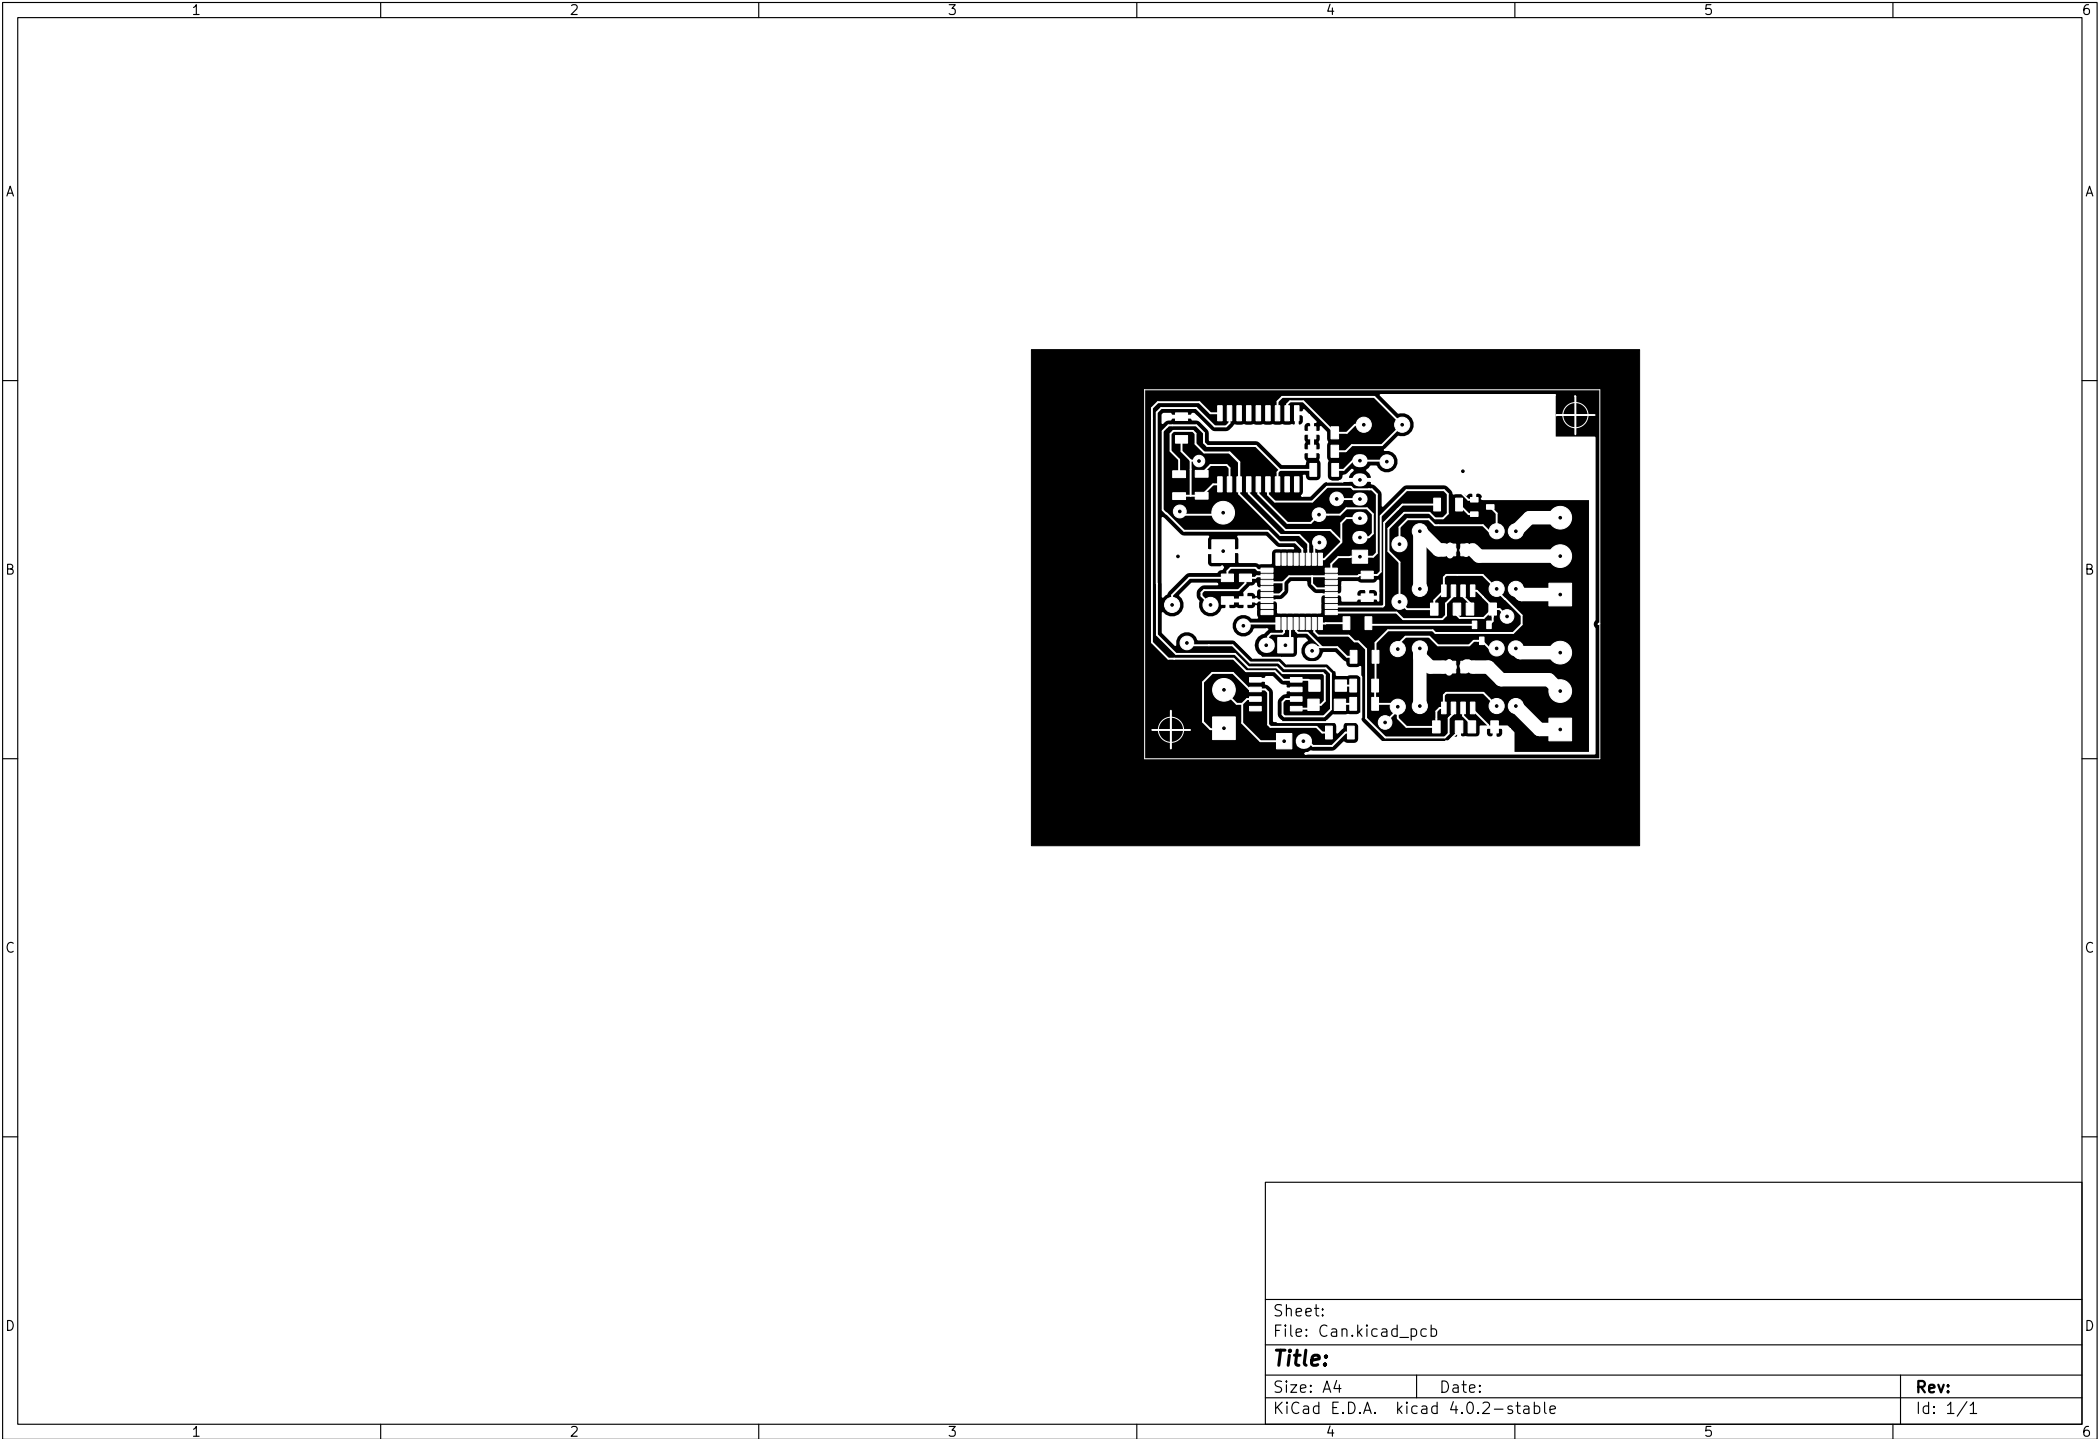 1 2 3 4 5 6
A A
B B
C C
D D
Sheet:
File: Can.kicad_pcb
Title:
Size: A4 Date: Rev:
KiCad E.D.A. kicad 4.0.2-stable Id: 1/1
1 2 3 4 5 6